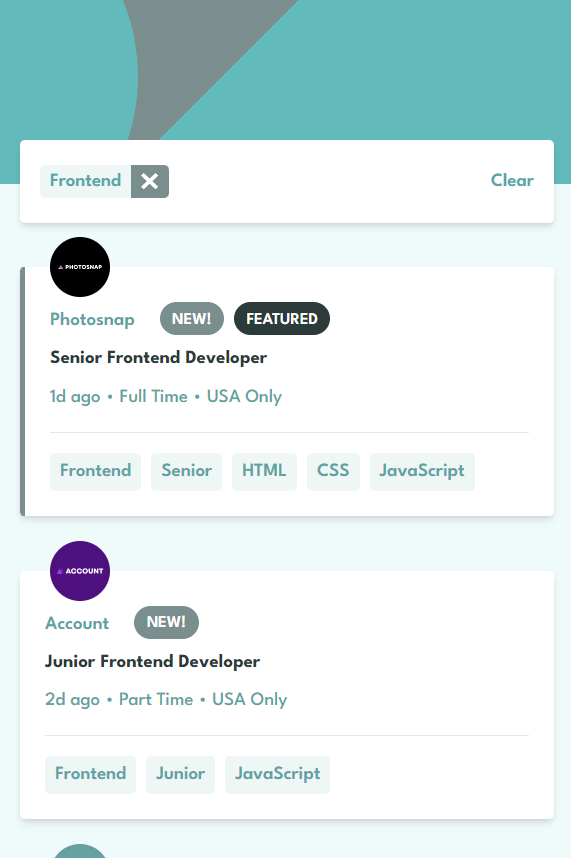 Frontend Clear
PHOTOSNAP
Photosnap NEW! FEATURED
Senior Frontend Developer
1d ago • Full Time • USA Only
Frontend Senior HTML CSS JavaScript
ACCOUNT
Account NEW!
Junior Frontend Developer
2d ago • Part Time • USA Only
Frontend Junior JavaScript